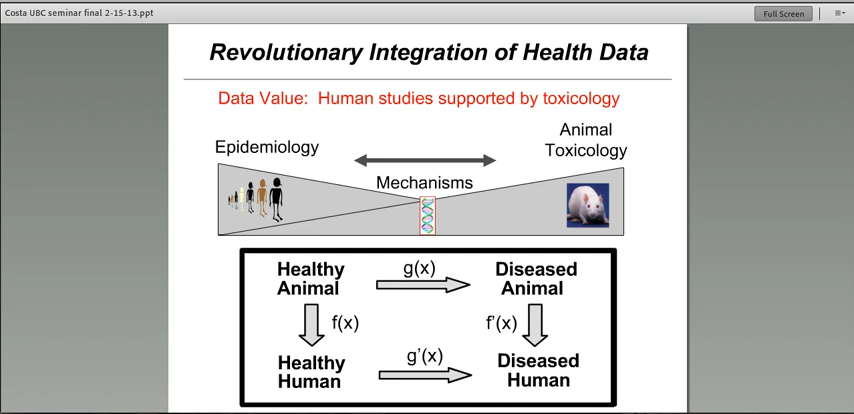 Costa UBC seminar final 2-15-13.ppt
Full Screen
Revolutionary Integration of Health Data
Data Value: Human studies supported by toxicology
Epidemiology
Animal
Toxicology
Mechanisms
Healthy
Animal
g(x)
Diseased
Animal
f(x)
f'(x)
Healthy
Human
g'(x)
Diseased
Human